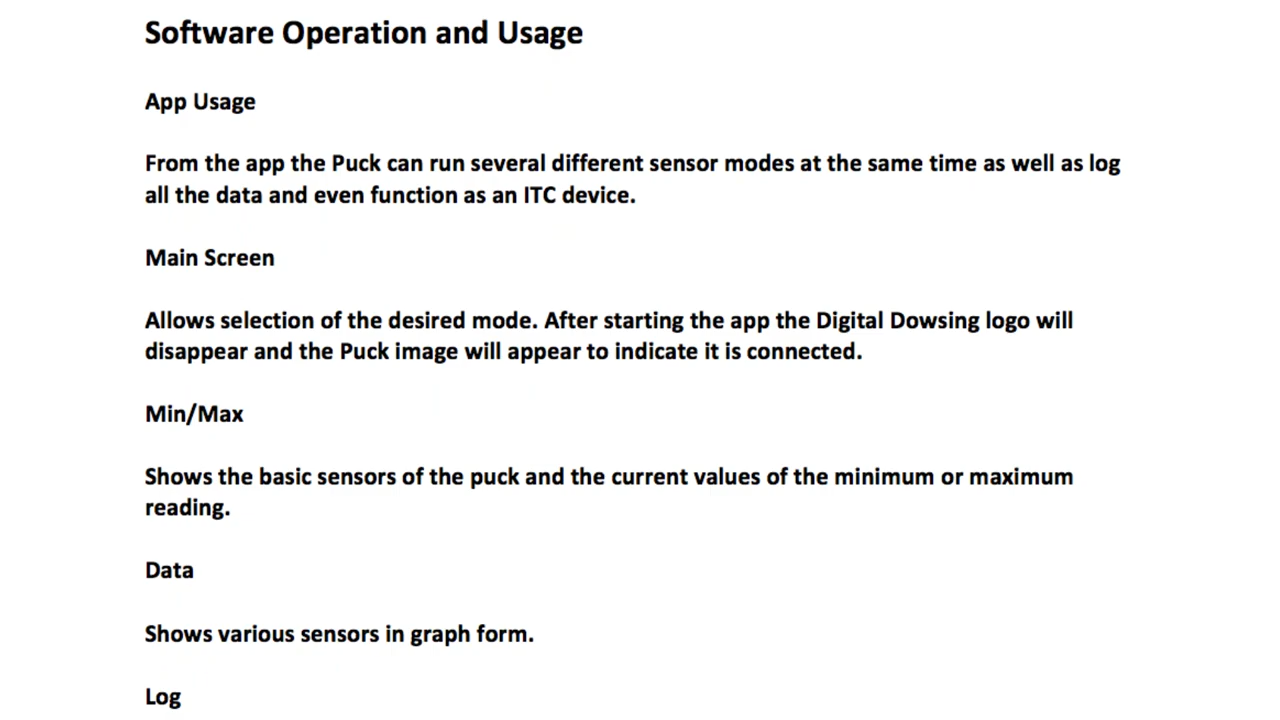 Software Operation and Usage
App Usage
From the app the Puck can run several different sensor modes at the same time as well as log
all the data and even function as an ITC device.
Main Screen
Allows selection of the desired mode. After starting the app the Digital Dowsing logo will
disappear and the Puck image will appear to indicate it is connected.
Min/Max
Shows the basic sensors of the puck and the current values of the minimum or maximum
reading.
Data
Shows various sensors in graph form.
Log